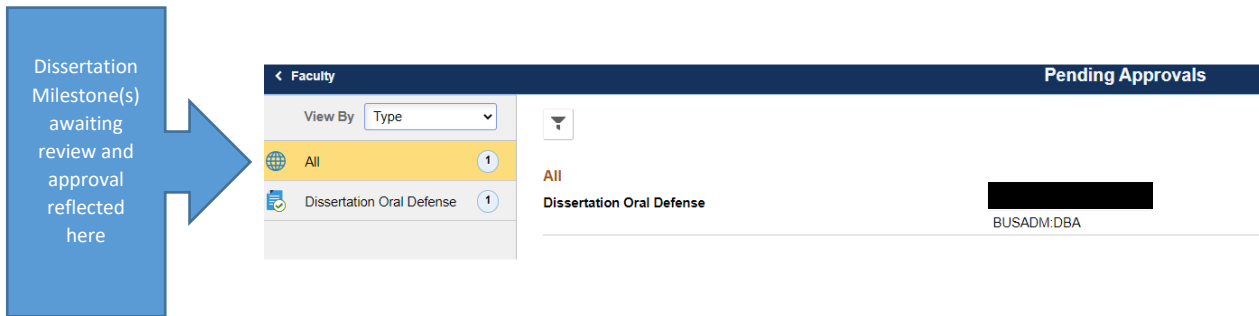 Dissertation
Milestone(s)
awaiting
review and
approval
reflected
here
Faculty
Pending Approvals
View By Type
All 1
Dissertation Oral Defense 1
All
Dissertation Oral Defense
BUSADM:DBA